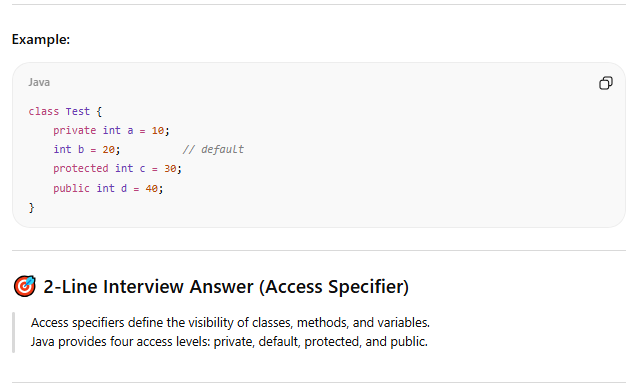 Example:
Java
class Test {
    private int a = 10;
    int b = 20;          // default
    protected int c = 30;
    public int d = 40;
}
🎯 2-Line Interview Answer (Access Specifier)
Access specifiers define the visibility of classes, methods, and variables.
Java provides four access levels: private, default, protected, and public.